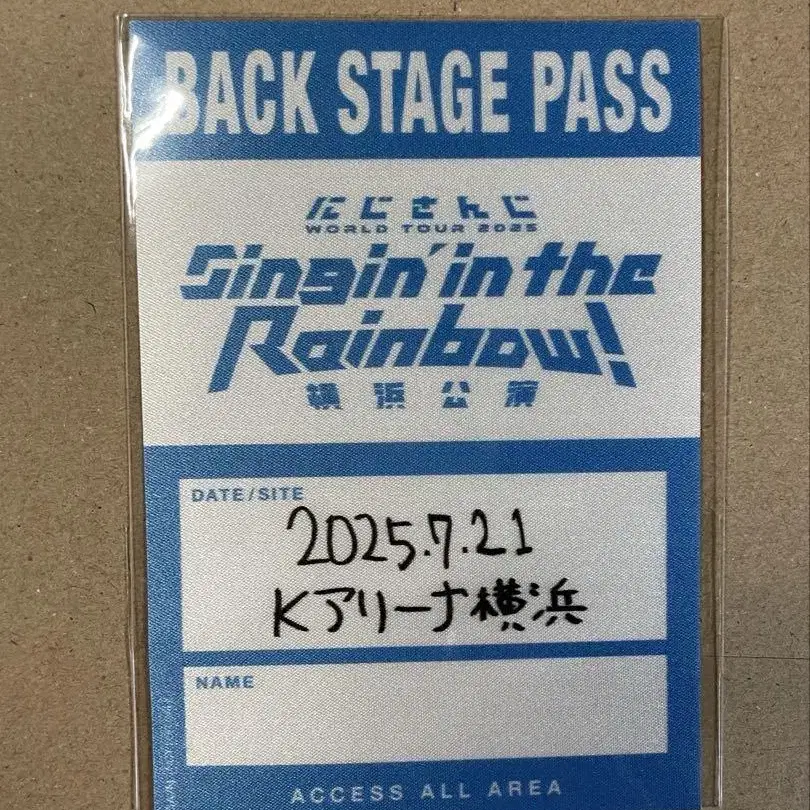 BACK STAGE PASS
にじさんじ
WORLD TOUR 2025
Singin' in the
Rainbow!
横浜公演
DATE/SITE
2025.7.21
Kアリーナ横浜
NAME
ACCESS ALL AREA